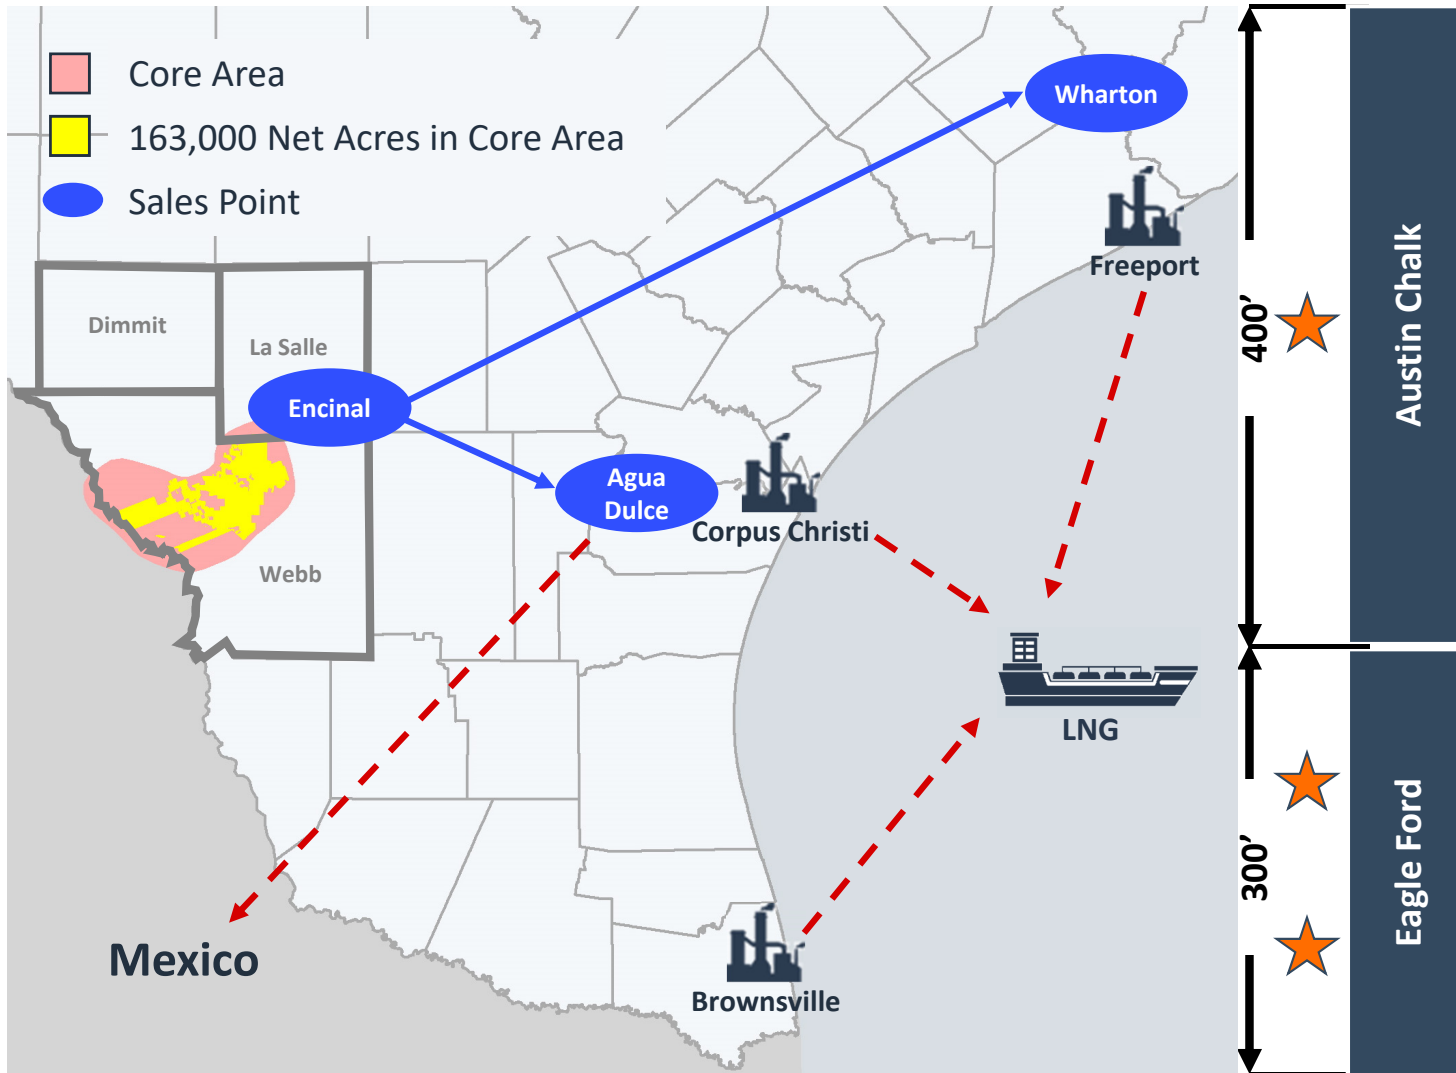 Core Area
163,000 Net Acres in Core Area
Sales Point
Wharton
Freeport
Dimmit
La Salle
Encinal
Agua
Dulce
Corpus Christi
Webb
LNG
Mexico
Brownsville
400’
Austin Chalk
300’
Eagle Ford